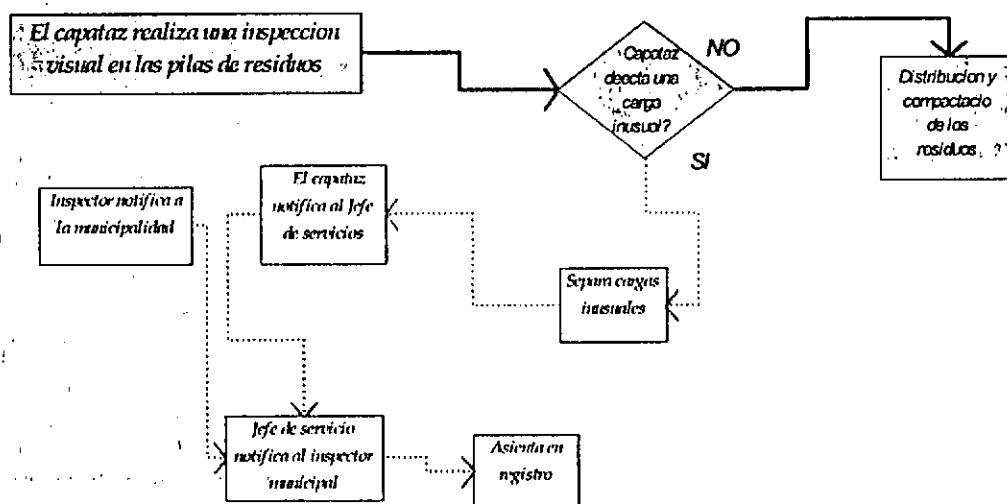 El capataz realiza una inspeccion
visual en las pilas de residuos
Capataz
deecta una
carga
inusual?
NO
SI
Distribucion y
compactacio
de los
residuos
Inspector notifica a
la municipalidad
El capataz
notifica al Jefe
de servicios
Separa cargas
inusuales
Jefe de servicio
notifica al inspector
municipal
Asienta en
registro